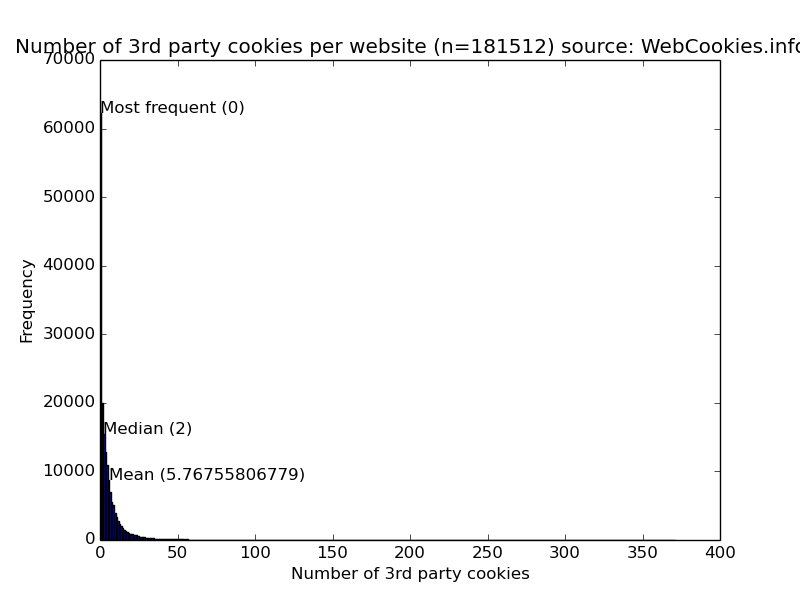 Number of 3rd party cookies per website (n=181512) source: WebCookies.info
70000
Most frequent (0)
60000
50000
40000
Frequency
30000
20000
Median (2)
Mean (5.76755806779)
10000
0
0 50 100 150 200 250 300 350 400
Number of 3rd party cookies